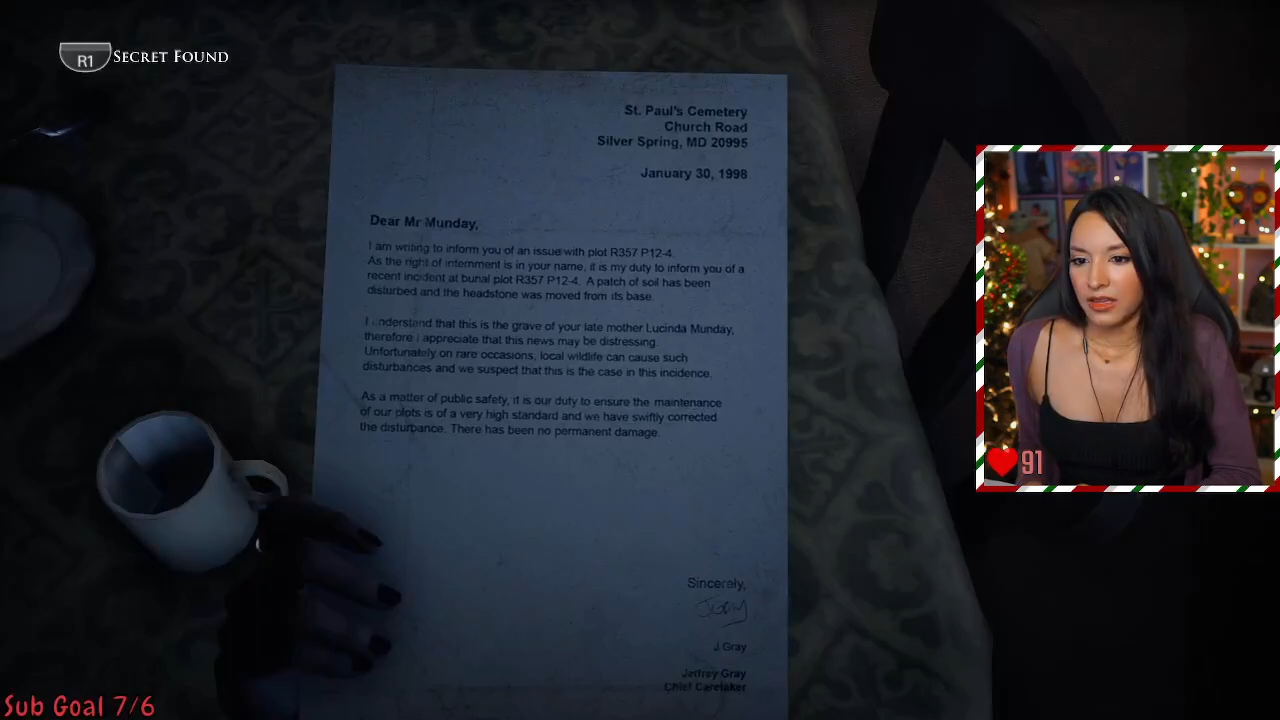 R1 SECRET FOUND
St. Paul's Cemetery
Church Road
Silver Spring, MD 20995
January 30, 1998
Dear Mr Munday,
I am writing to inform you of an issue with plot R357 P12-4.
As the right of internment is in your name, it is my duty to inform you of a
recent incident at burial plot R357 P12-4. A patch of soil has been
disturbed and the headstone was moved from its base.
I understand that this is the grave of your late mother Lucinda Munday,
therefore i appreciate that this news may be distressing.
Unfortunately on rare occasions, local wildlife can cause such
disturbances and we suspect that this is the case in this incidence.
As a matter of public safety, it is our duty to ensure the maintenance
of our plots is of a very high standard and we have swiftly corrected
the disturbance. There has been no permanent damage.
Sincerely,
J.Gray
Jeffrey Gray
Chief Caretaker
91
Sub Goal 7/6